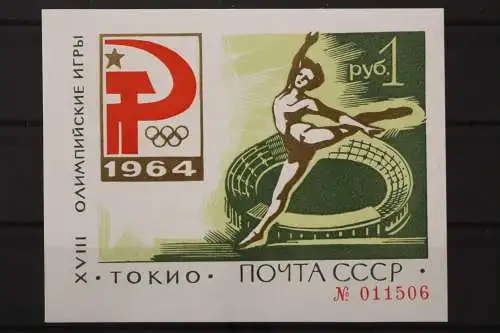 XVIII ОЛИМПИЙСКИЕ ИГРЫ
1964
руб. 1
· ТОКИО · ПОЧТА СССР ·
№ 011506